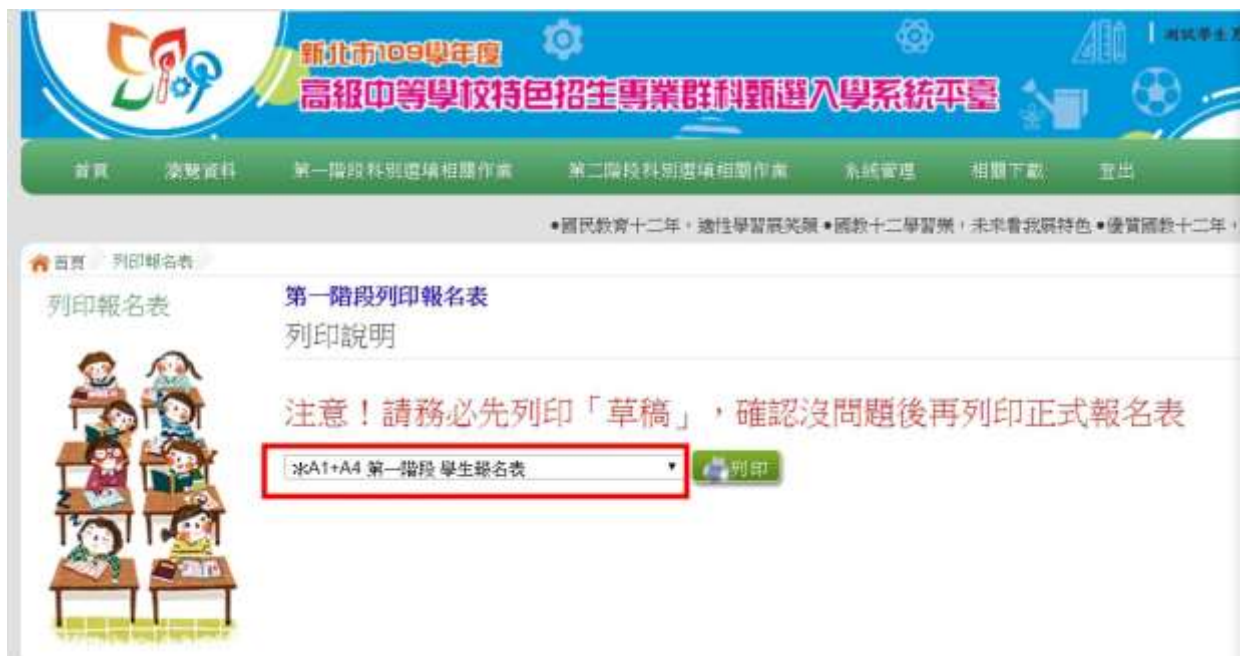 新北市109學年度
高級中等學校特色招生專業群科甄選入學系統平臺
首頁 瀏覽資料 第一階段科別選填相關作業 第二階段科別選填相關作業 系統管理 相關下載 登出
●國民教育十二年，適性學習展笑顏 ●國教十二學習樂，未來看我展特色 ●優質國教十二年，
首頁 列印報名表
列印報名表
第一階段列印報名表
列印說明
注意！請務必先列印「草稿」，確認沒問題後再列印正式報名表
※A1+A4 第一階段 學生報名表
列印